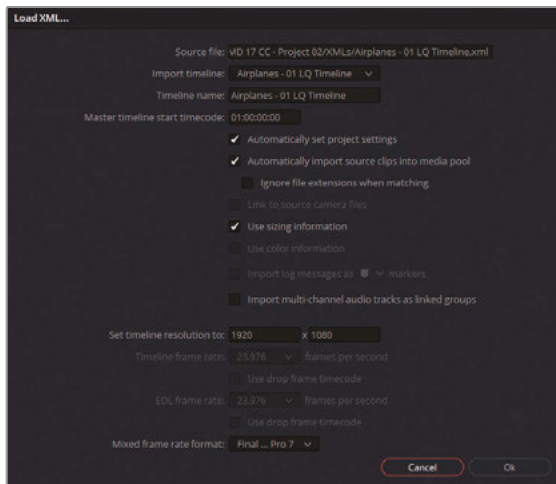 Load XML...
Source file: MD 17 CC - Project 02/XMLs/Airplanes - 01 LQ Timeline.xml
Import timeline: Airplanes - 01 LQ Timeline
Timeline name: Airplanes - 01 LQ Timeline
Master timeline start timecode: 01:00:00:00
Automatically set project settings
Automatically import source clips into media pool
Ignore file extensions when matching
Link to source camera files
Use sizing information
Use color information
Import log messages as markers
Import multi-channel audio tracks as linked groups
Set timeline resolution to: 1920 x 1080
Timeline frame rate: 23.976 frames per second
Use drop frame timecode
EDL frame rate: 23.976 frames per second
Use drop frame timecode
Mixed frame rate format: Final ... Pro 7
Cancel Ok